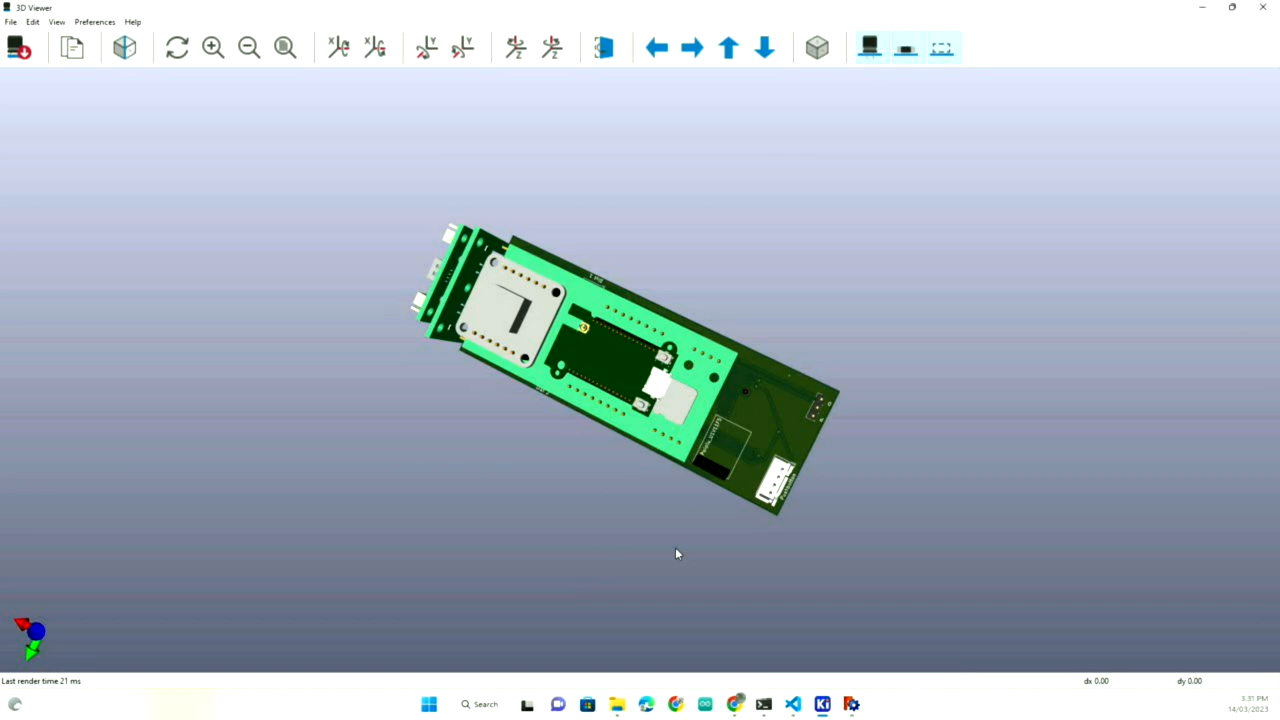 3D Viewer
File Edit View Preferences Help
X X Y Y Z Z
Last render time 21 ms
dx 0.00
dy 0.00
Search
Ki
3:31 PM
14/03/2023